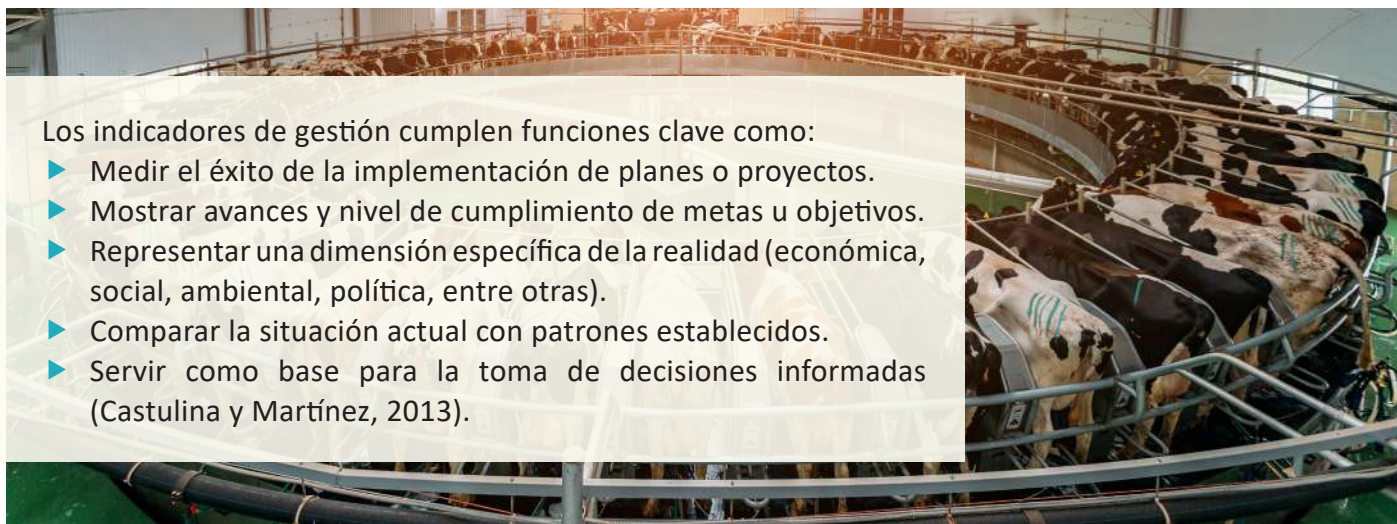 Los indicadores de gestión cumplen funciones clave como:
▶ Medir el éxito de la implementación de planes o proyectos.
▶ Mostrar avances y nivel de cumplimiento de metas u objetivos.
▶ Representar una dimensión específica de la realidad (económica,
social, ambiental, política, entre otras).
▶ Comparar la situación actual con patrones establecidos.
▶ Servir como base para la toma de decisiones informadas
(Castulina y Martínez, 2013).